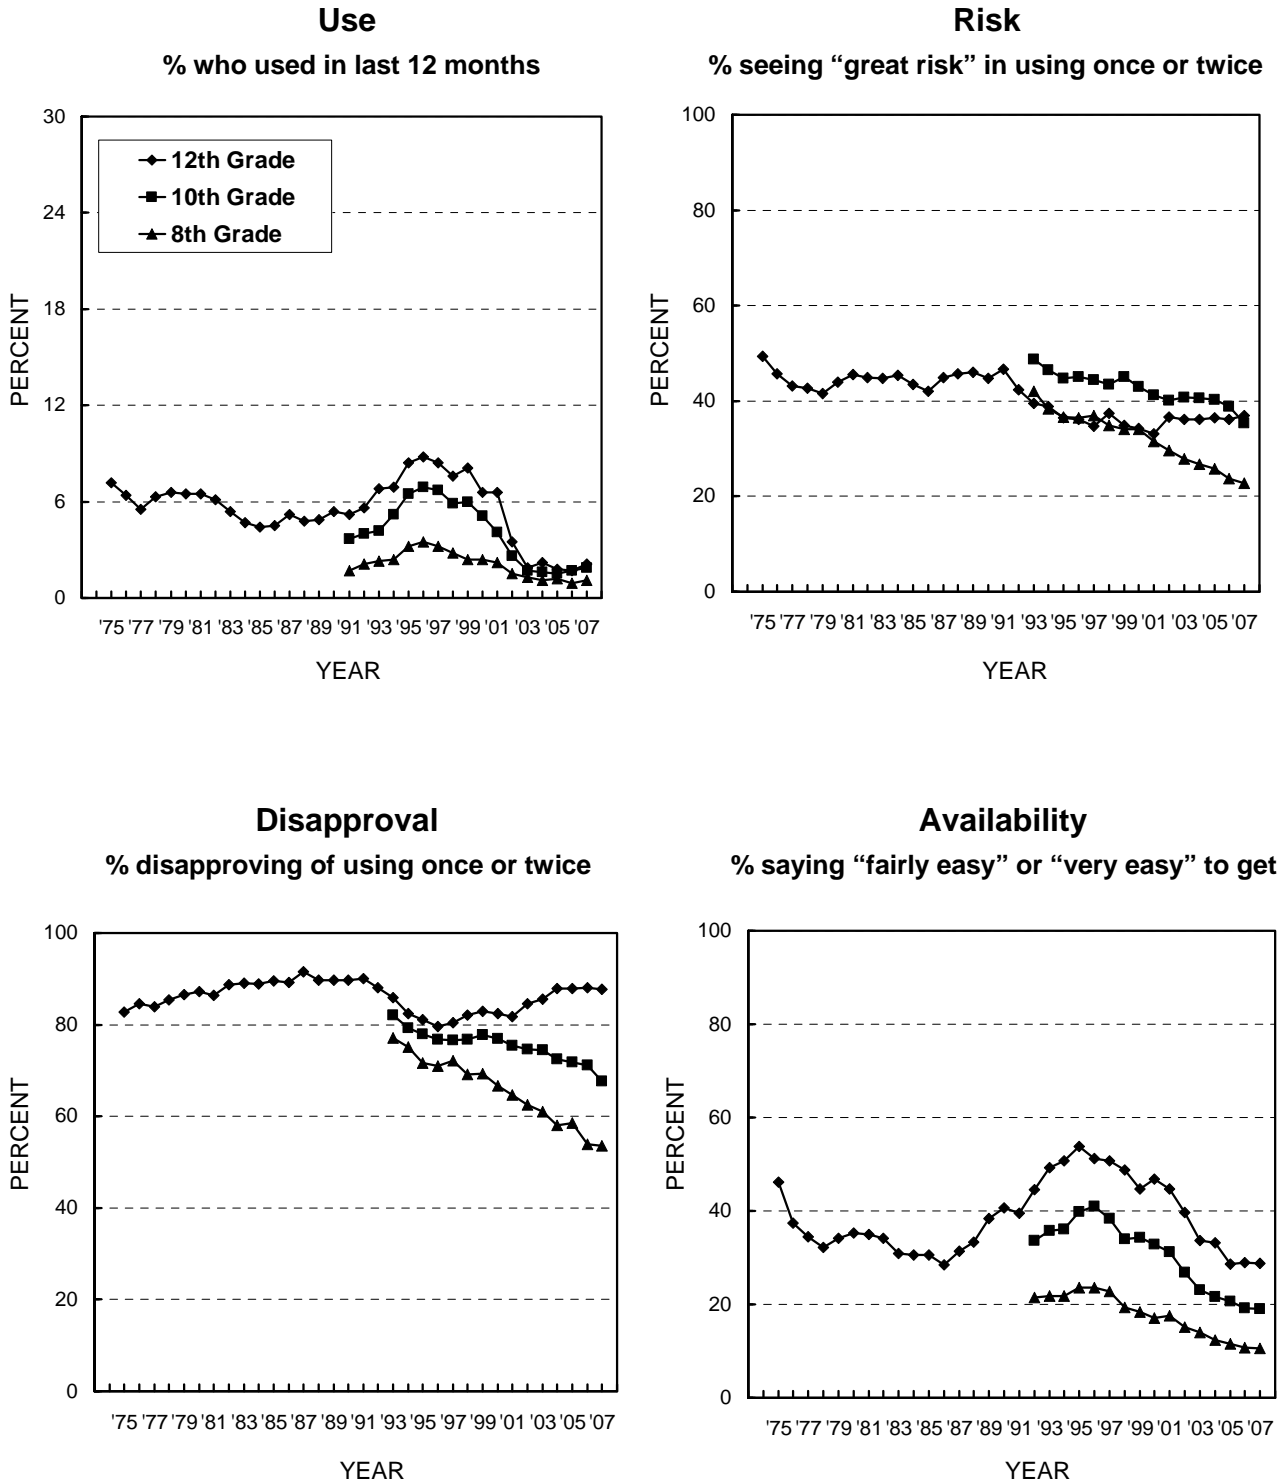 Use
% who used in last 12 months
30
24
18
12
6
0
PERCENT
12th Grade
10th Grade
8th Grade
'75 '77 '79 '81 '83 '85 '87 '89 '91 '93 '95 '97 '99 '01 '03 '05 '07
YEAR
Risk
% seeing “great risk” in using once or twice
100
80
60
40
20
0
PERCENT
'75 '77 '79 '81 '83 '85 '87 '89 '91 '93 '95 '97 '99 '01 '03 '05 '07
YEAR
Disapproval
% disapproving of using once or twice
100
80
60
40
20
0
PERCENT
'75 '77 '79 '81 '83 '85 '87 '89 '91 '93 '95 '97 '99 '01 '03 '05 '07
YEAR
Availability
% saying “fairly easy” or “very easy” to get
100
80
60
40
20
0
PERCENT
'75 '77 '79 '81 '83 '85 '87 '89 '91 '93 '95 '97 '99 '01 '03 '05 '07
YEAR